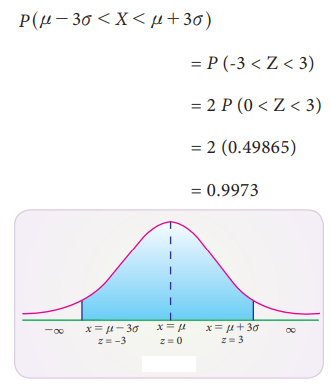 P(μ − 3σ < X < μ + 3σ)
= P (-3 < Z < 3)
= 2 P (0 < Z < 3)
= 2 (0.49865)
= 0.9973
−∞ x = μ − 3σ x = μ x = μ + 3σ ∞
z = −3 z = 0 z = 3